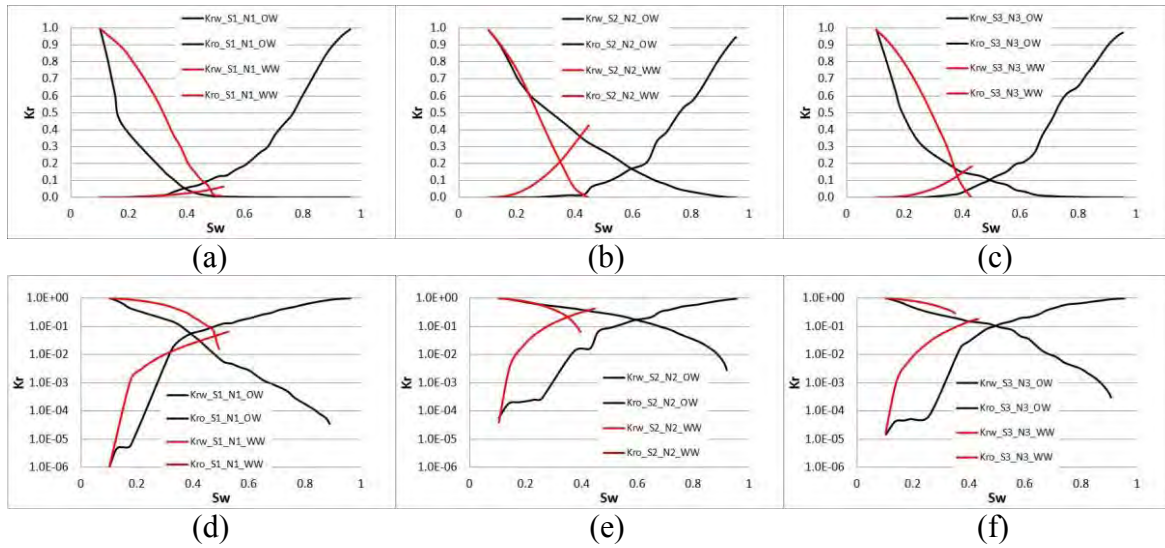 Kr
1.0
0.9
0.8
0.7
0.6
0.5
0.4
0.3
0.2
0.1
0.0
0 0.2 0.4 0.6 0.8 1
Sw
Krw_S1_N1_OW
Kro_S1_N1_OW
Krw_S1_N1_WW
Kro_S1_N1_WW
(a)
Kr
1.0
0.9
0.8
0.7
0.6
0.5
0.4
0.3
0.2
0.1
0.0
0 0.2 0.4 0.6 0.8 1
Sw
Krw_S2_N2_OW
Kro_S2_N2_OW
Krw_S2_N2_WW
Kro_S2_N2_WW
(b)
Kr
1.0
0.9
0.8
0.7
0.6
0.5
0.4
0.3
0.2
0.1
0.0
0 0.2 0.4 0.6 0.8 1
Sw
Krw_S3_N3_OW
Kro_S3_N3_OW
Krw_S3_N3_WW
Kro_S3_N3_WW
(c)
Kr
1.0E+00
1.0E-01
1.0E-02
1.0E-03
1.0E-04
1.0E-05
1.0E-06
0 0.2 0.4 0.6 0.8 1
Sw
Krw_S1_N1_OW
Kro_S1_N1_OW
Krw_S1_N1_WW
Kro_S1_N1_WW
(d)
Kr
1.0E+00
1.0E-01
1.0E-02
1.0E-03
1.0E-04
1.0E-05
1.0E-06
0 0.2 0.4 0.6 0.8 1
Sw
Krw_S2_N2_OW
Kro_S2_N2_OW
Krw_S2_N2_WW
Kro_S2_N2_WW
(e)
Kr
1.0E+00
1.0E-01
1.0E-02
1.0E-03
1.0E-04
1.0E-05
1.0E-06
0 0.2 0.4 0.6 0.8 1
Sw
Krw_S3_N3_OW
Kro_S3_N3_OW
Krw_S3_N3_WW
Kro_S3_N3_WW
(f)